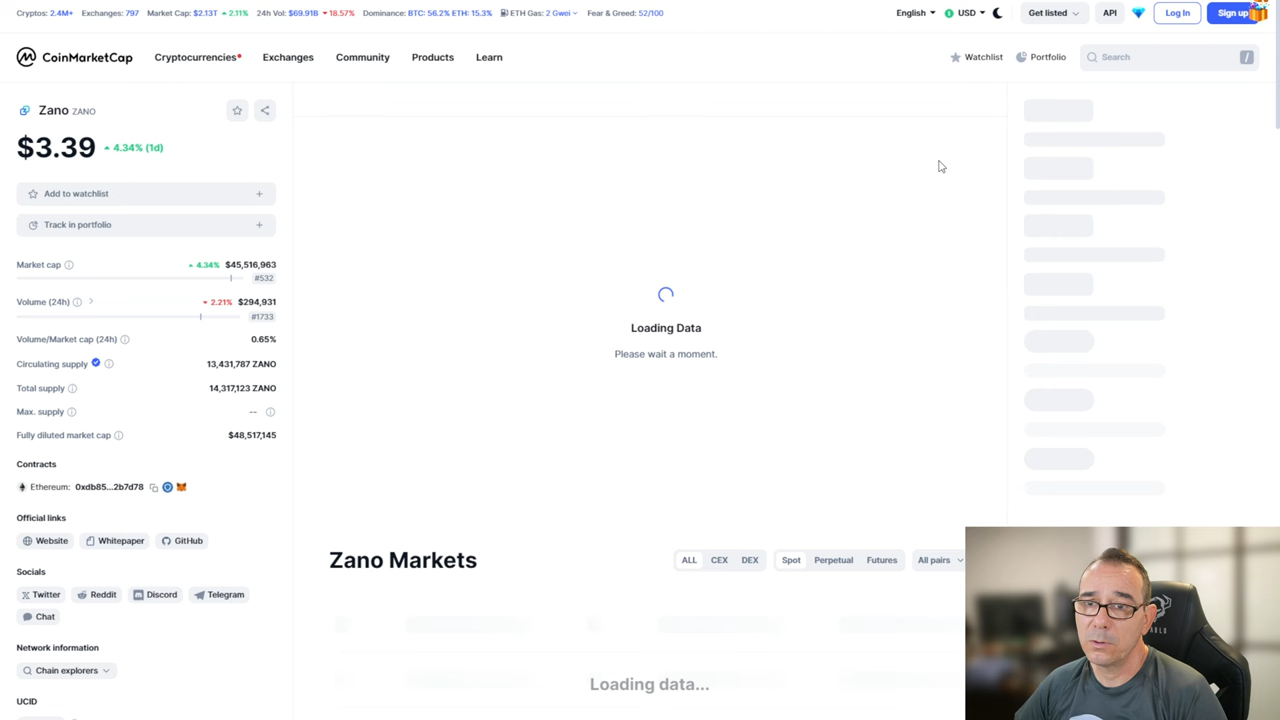 Cryptos: 2.4M+ Exchanges: 797 Market Cap: $2.13T 2.11% 24h Vol: $69.91B 18.57% Dominance: BTC: 56.2% ETH: 15.3% ETH Gas: 2 Gwei Fear & Greed: 52/100
English USD Get listed API Log In Sign up
CoinMarketCap Cryptocurrencies Exchanges Community Products Learn
Watchlist Portfolio Search /
Zano ZANO
$3.39 4.34% (1d)
Add to watchlist +
Track in portfolio +
Market cap 4.34% $45,516,963
#532
Volume (24h) 2.21% $294,931
#1733
Volume/Market cap (24h) 0.65%
Circulating supply 13,431,787 ZANO
Total supply 14,317,123 ZANO
Max. supply --
Fully diluted market cap $48,517,145
Contracts
Ethereum: 0xdb85...2b7d78
Official links
Website Whitepaper GitHub
Socials
Twitter Reddit Discord Telegram
Chat
Network information
Chain explorers
UCID
Loading Data
Please wait a moment.
Zano Markets
ALL CEX DEX Spot Perpetual Futures All pairs
Loading data...